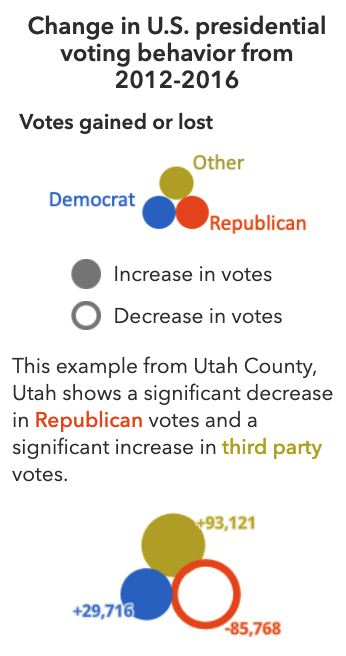 Change in U.S. presidential
voting behavior from
2012-2016
Votes gained or lost
Other
Democrat
Republican
Increase in votes
Decrease in votes
This example from Utah County,
Utah shows a significant decrease
in Republican votes and a
significant increase in third party
votes.
+93,121
+29,716
-85,768